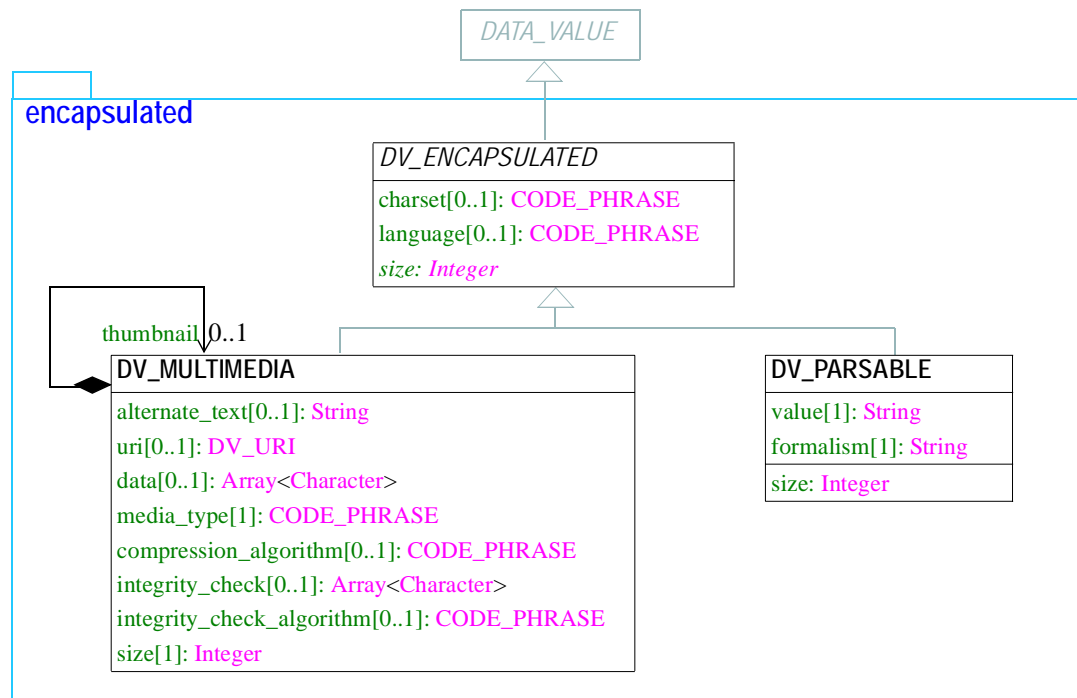 DATA_VALUE
encapsulated
DV_ENCAPSULATED
charset[0..1]: CODE_PHRASE
language[0..1]: CODE_PHRASE
size: Integer
thumbnail 0..1
DV_MULTIMEDIA
alternate_text[0..1]: String
uri[0..1]: DV_URI
data[0..1]: Array<Character>
media_type[1]: CODE_PHRASE
compression_algorithm[0..1]: CODE_PHRASE
integrity_check[0..1]: Array<Character>
integrity_check_algorithm[0..1]: CODE_PHRASE
size[1]: Integer
DV_PARSABLE
value[1]: String
formalism[1]: String
size: Integer